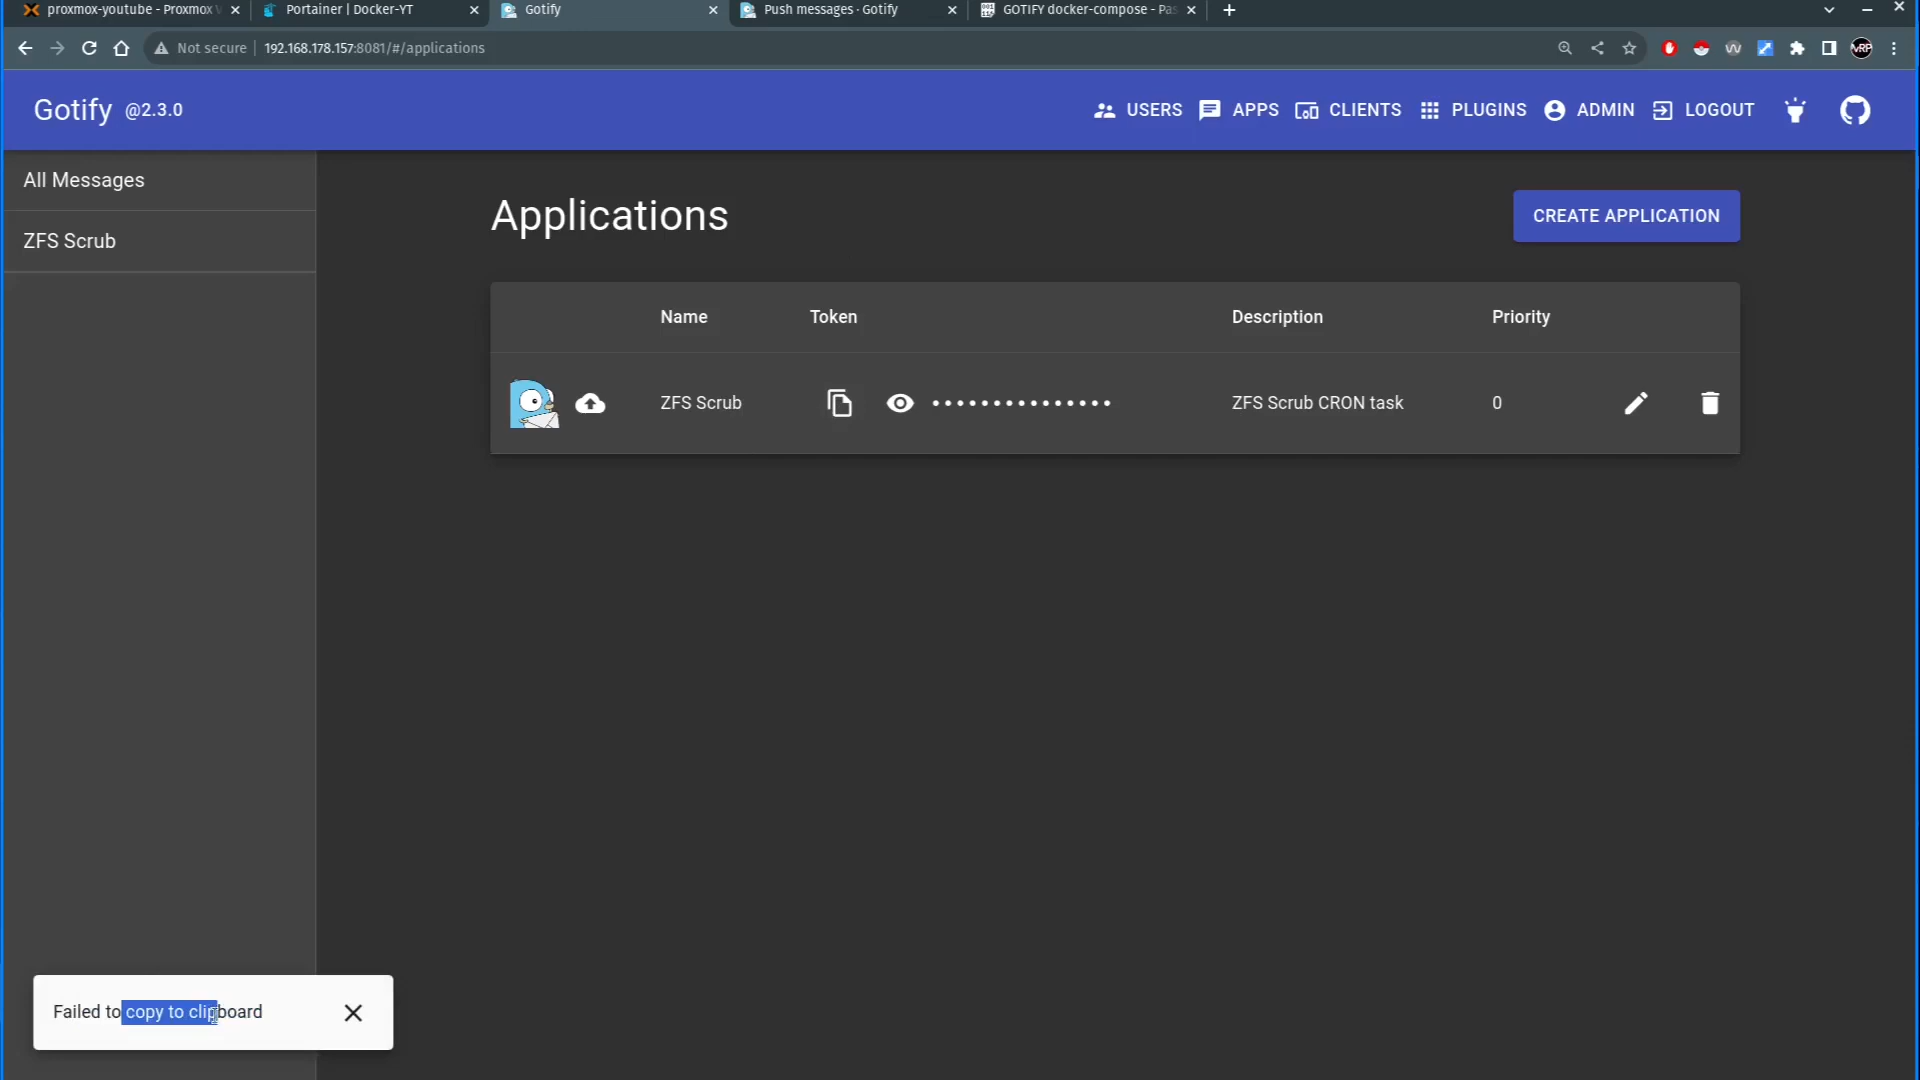 proxmox-youtube - Proxmox V
Portainer | Docker-YT
Gotify
Push messages · Gotify
GOTIFY docker-compose - Pas
Not secure
192.168.178.157:8081/#/applications
VRP
Gotify @2.3.0
USERS
APPS
CLIENTS
PLUGINS
ADMIN
LOGOUT
All Messages
ZFS Scrub
Applications
CREATE APPLICATION
Name Token Description Priority
ZFS Scrub ••••••••••••••• ZFS Scrub CRON task 0
Failed to copy to clipboard